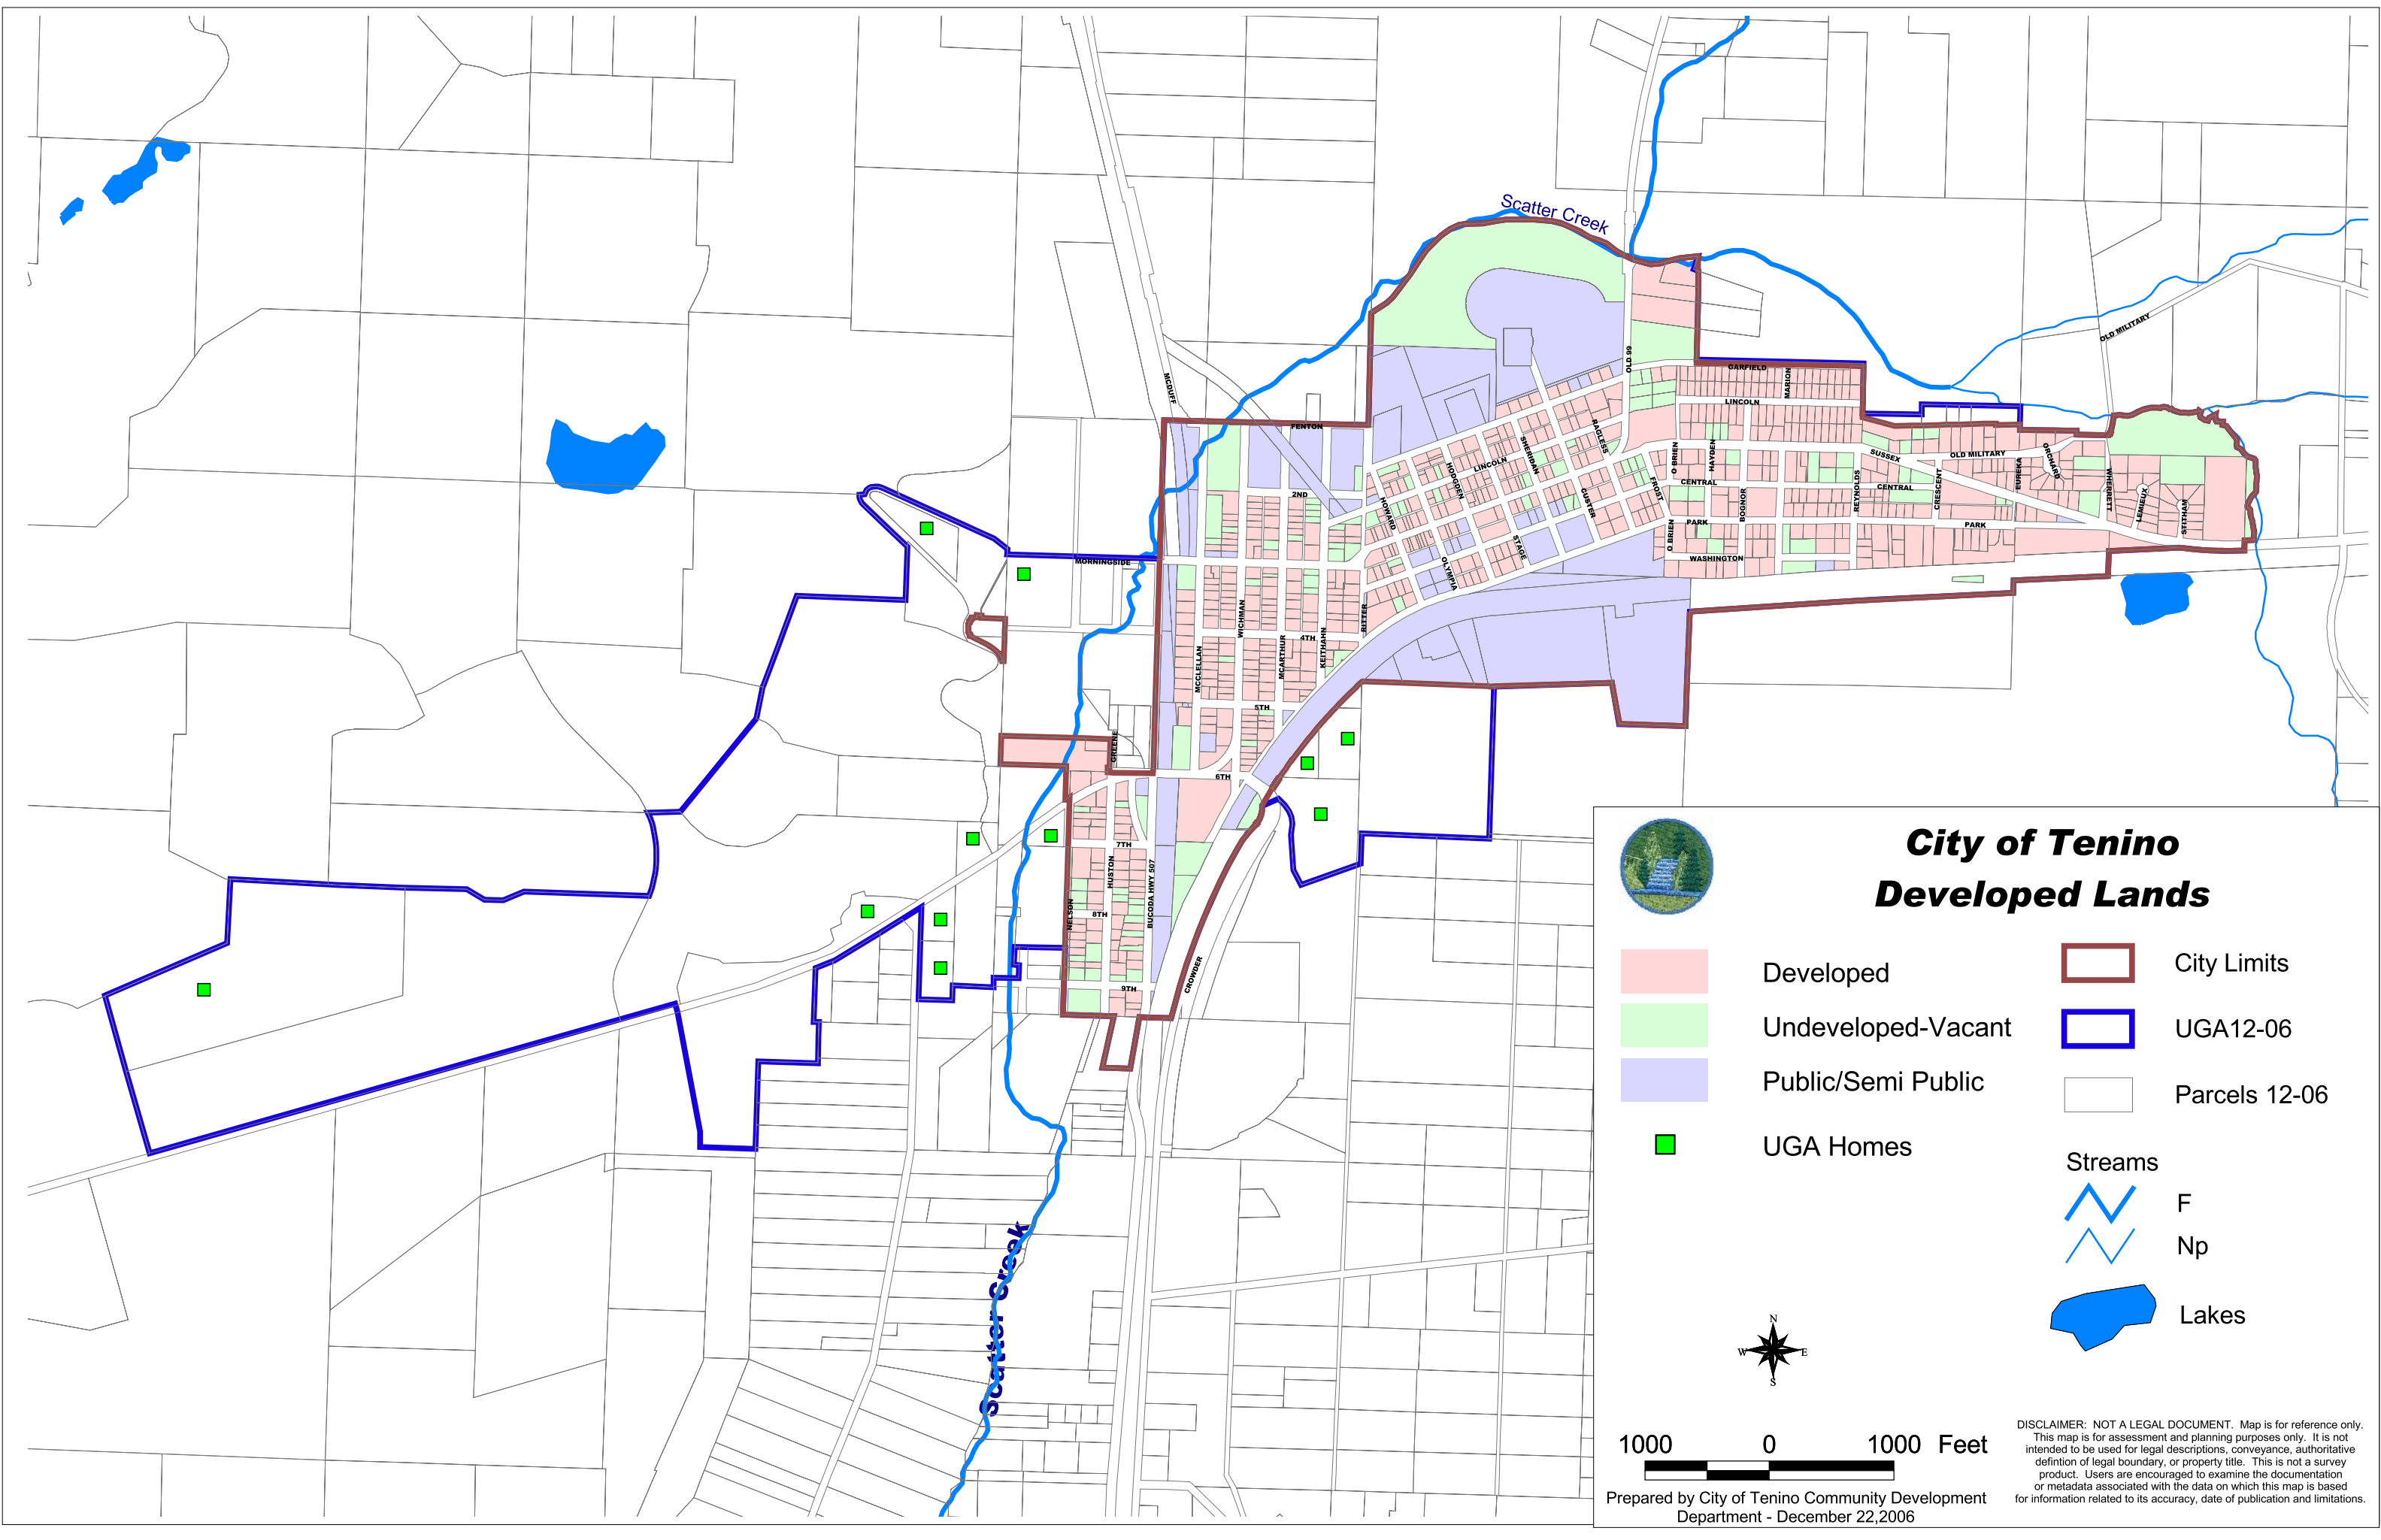 Scatter Creek
OLD MILITARY
MCDUFF
OLD 99
GARFIELD
MARION
LINCOLN
FENTON
RAGLESS
SHERIDAN
LINCOLN
HODGDEN
HOWARD
2ND
O BRIEN
HAYDEN
SUSSEX
OLD MILITARY
ORCHARD
EUREKA
CENTRAL
CENTRAL
CRESCENT
REYNOLDS
BOGNOR
FROST
CUSTER
WHERRETT
LEMIEUX
STITHAM
PARK
PARK
O BRIEN
WASHINGTON
STAGE
OLYMPIA
MORNINGSIDE
WICHMAN
RITTER
4TH
KEITHAHN
MCARTHUR
MCCLELLAN
5TH
GREENE
6TH
7TH
HUSTON
BUCODA HWY 507
NELSON
8TH
CROWDER
9TH
Scatter Creek
City of Tenino
Developed Lands
Developed
Undeveloped-Vacant
Public/Semi Public
UGA Homes
City Limits
UGA12-06
Parcels 12-06
Streams
F
Np
Lakes
N
W E
S
1000 0 1000 Feet
Prepared by City of Tenino Community Development
Department - December 22,2006
DISCLAIMER: NOT A LEGAL DOCUMENT. Map is for reference only.
This map is for assessment and planning purposes only. It is not
intended to be used for legal descriptions, conveyance, authoritative
defintion of legal boundary, or property title. This is not a survey
product. Users are encouraged to examine the documentation
or metadata associated with the data on which this map is based
for information related to its accuracy, date of publication and limitations.